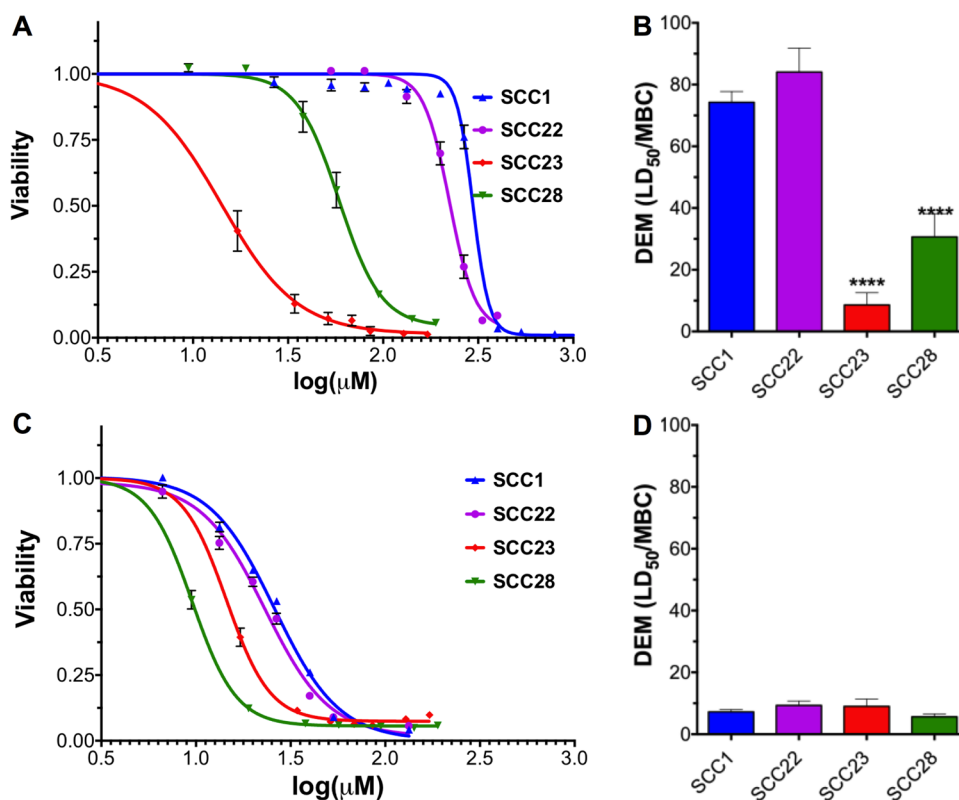 A
Viability
1.00
0.75
0.50
0.25
0.00
0.5 1.0 1.5 2.0 2.5 3.0
log(μM)
SCC1
SCC22
SCC23
SCC28
B
DEM (LD50/MBC)
100
80
60
40
20
0
****
****
SCC1
SCC22
SCC23
SCC28
C
Viability
1.00
0.75
0.50
0.25
0.00
0.5 1.0 1.5 2.0 2.5 3.0
log(μM)
SCC1
SCC22
SCC23
SCC28
D
DEM (LD50/MBC)
100
80
60
40
20
0
SCC1
SCC22
SCC23
SCC28